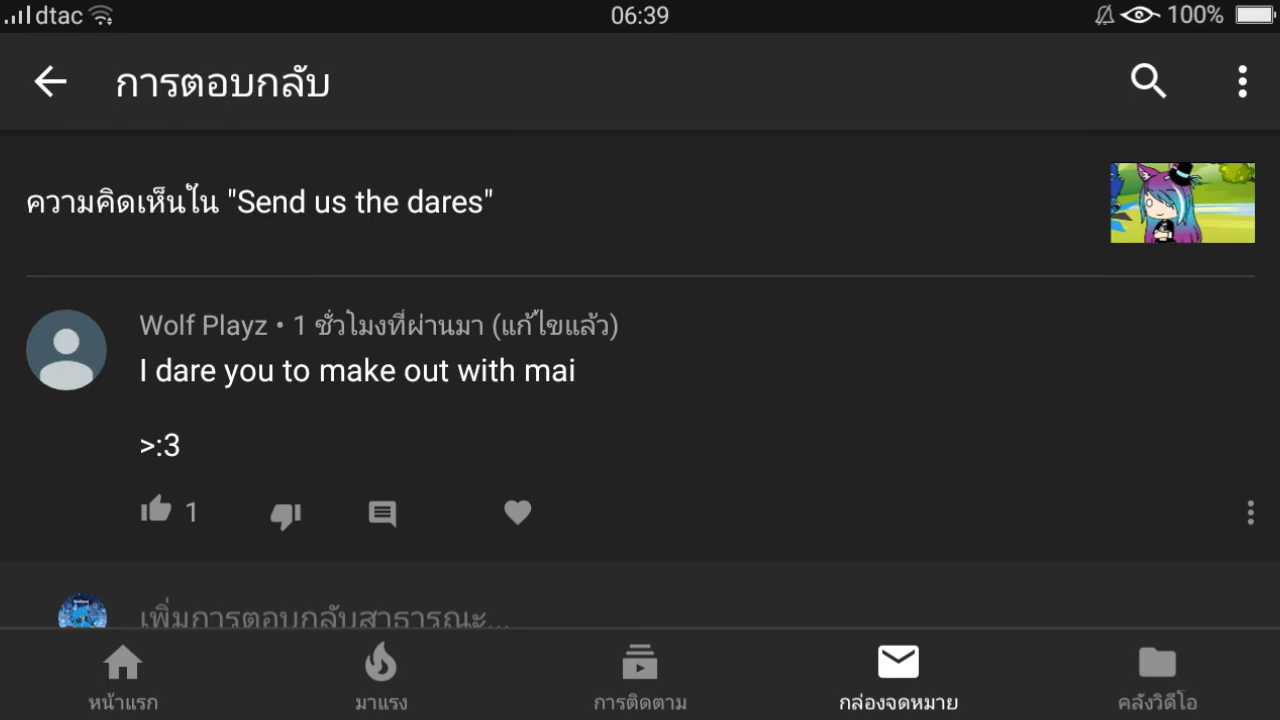 dtac 06:39 100%
การตอบกลับ
ความคิดเห็นใน "Send us the dares"
Wolf Playz • 1 ชั่วโมงที่ผ่านมา (แก้ไขแล้ว)
I dare you to make out with mai
>:3
1
เพิ่มการตอบกลับสาธารณะ...
หน้าแรก มาแรง การติดตาม กล่องจดหมาย คลังวิดีโอ